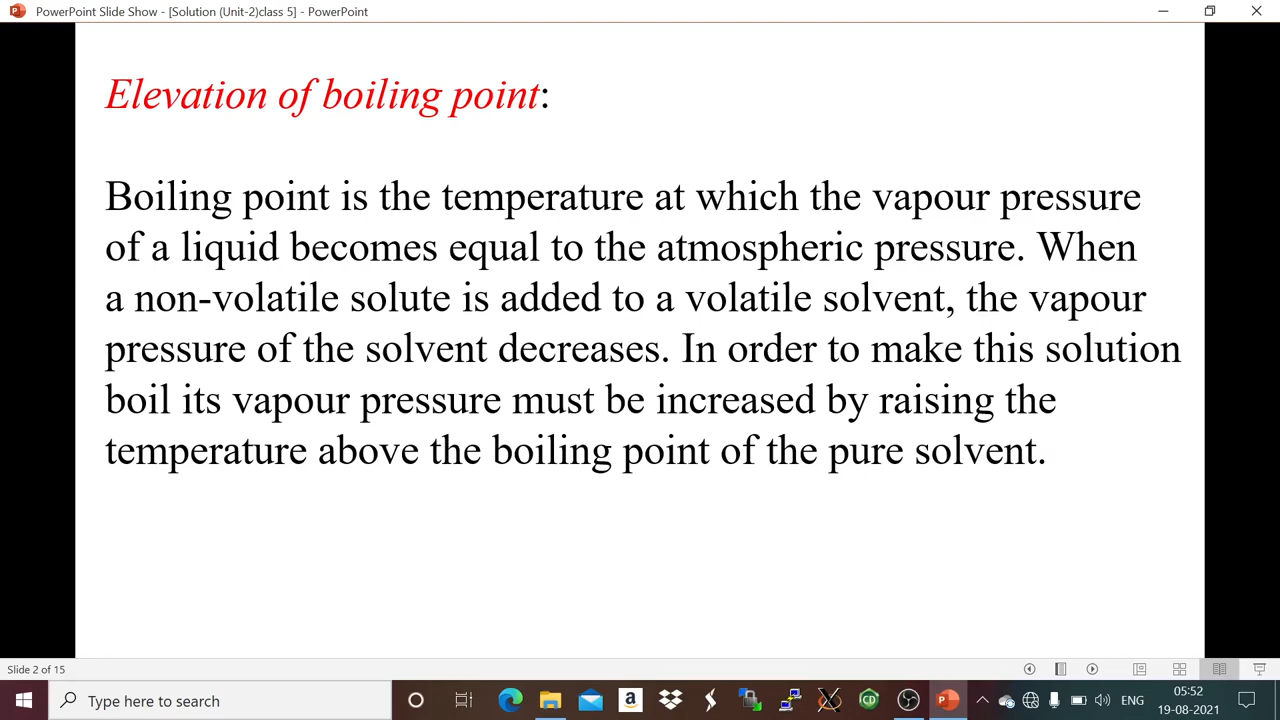 PowerPoint Slide Show - [Solution (Unit-2)class 5] - PowerPoint
Elevation of boiling point:
Boiling point is the temperature at which the vapour pressure
of a liquid becomes equal to the atmospheric pressure. When
a non-volatile solute is added to a volatile solvent, the vapour
pressure of the solvent decreases. In order to make this solution
boil its vapour pressure must be increased by raising the
temperature above the boiling point of the pure solvent.
Slide 2 of 15
Type here to search
a
CD
P
ENG
05:52
19-08-2021